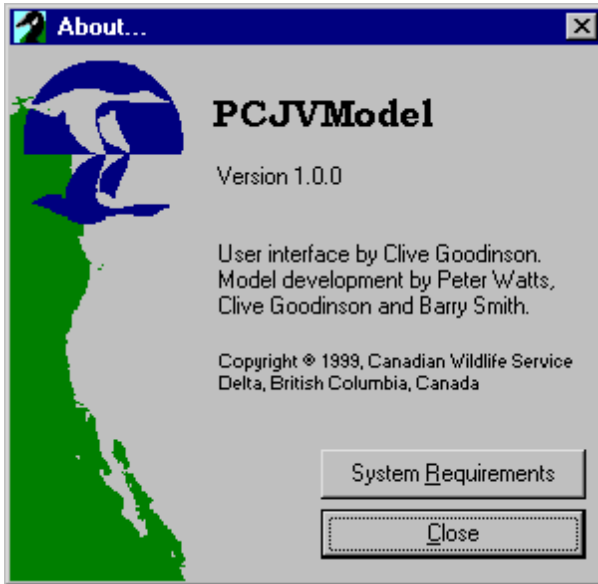 About...
PCJVModel
Version 1.0.0
User interface by Clive Goodinson.
Model development by Peter Watts,
Clive Goodinson and Barry Smith.
Copyright ® 1999, Canadian Wildlife Service
Delta, British Columbia, Canada
System Requirements
Close